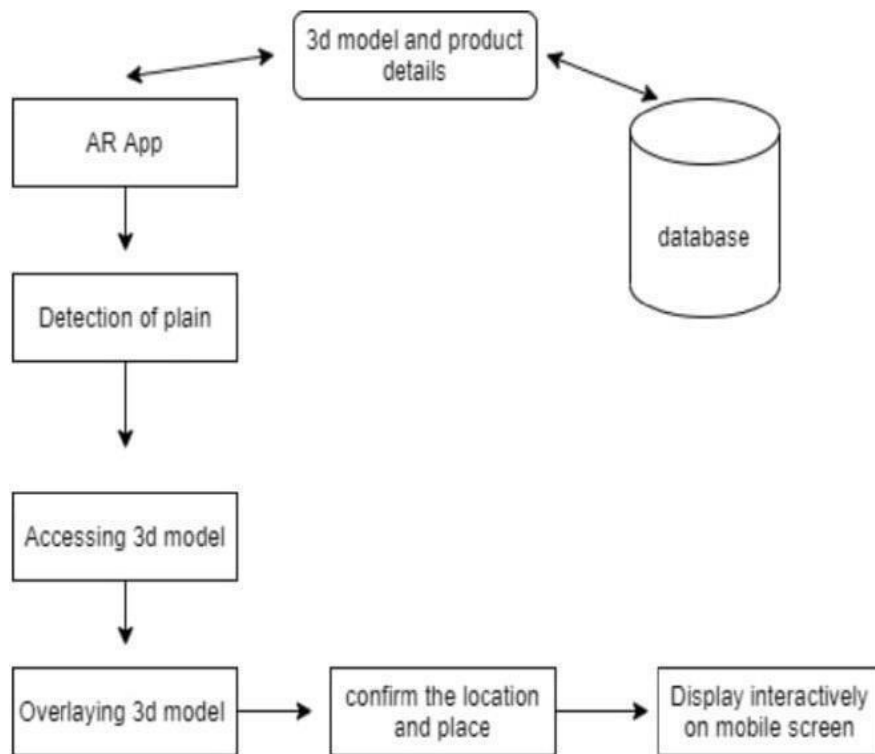 3d model and product
details
AR App
database
Detection of plain
Accessing 3d model
Overlaying 3d model
confirm the location
and place
Display interactively
on mobile screen